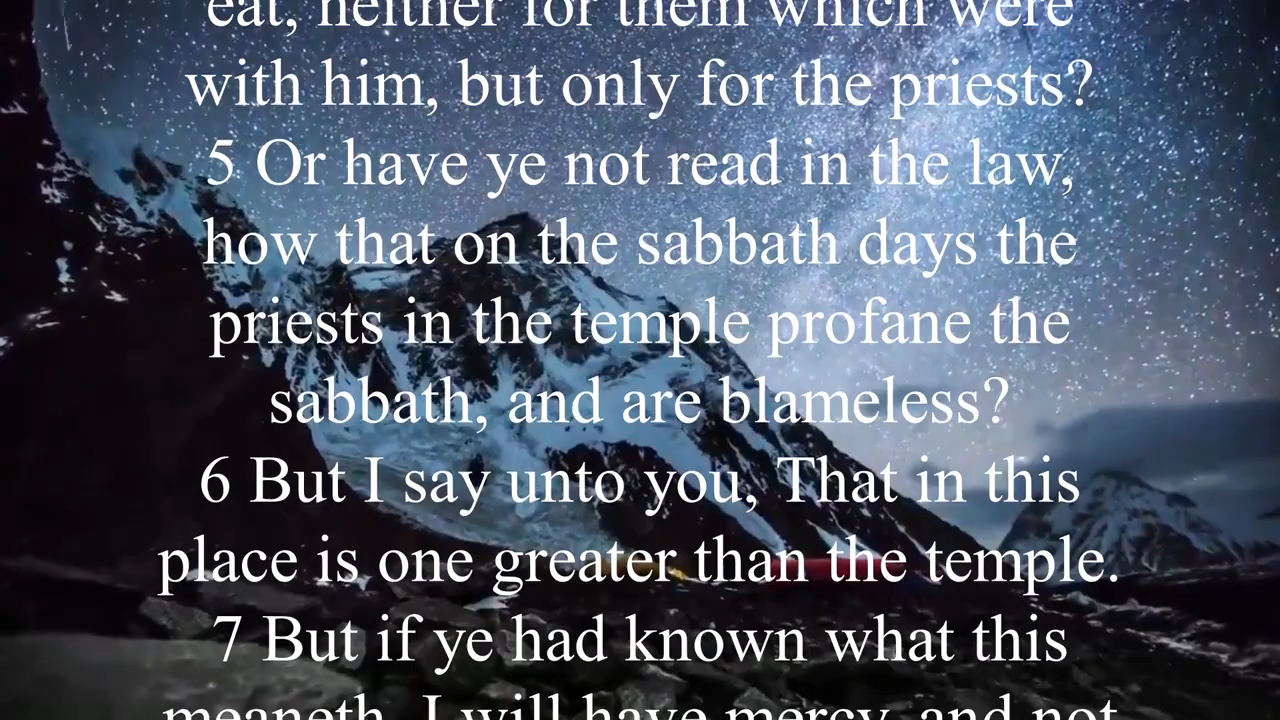 eat, neither for them which were
with him, but only for the priests?
5 Or have ye not read in the law,
how that on the sabbath days the
priests in the temple profane the
sabbath, and are blameless?
6 But I say unto you, That in this
place is one greater than the temple.
7 But if ye had known what this
meaneth, I will have mercy, and not